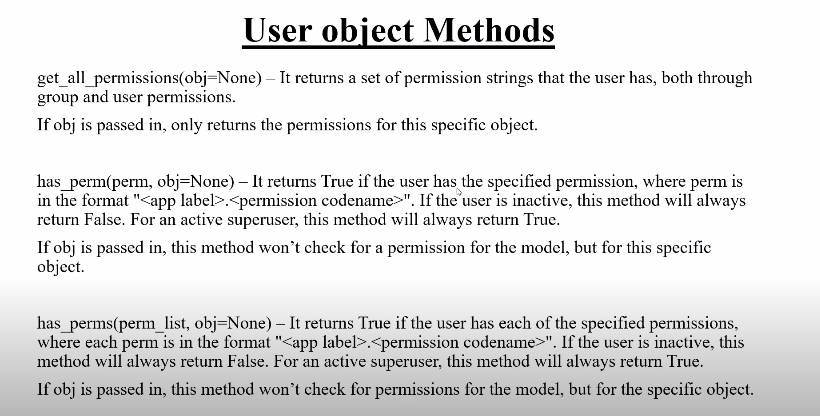 User object Methods
get_all_permissions(obj=None) – It returns a set of permission strings that the user has, both through
group and user permissions.
If obj is passed in, only returns the permissions for this specific object.
has_perm(perm, obj=None) – It returns True if the user has the specified permission, where perm is
in the format "<app label>.<permission codename>". If the user is inactive, this method will always
return False. For an active superuser, this method will always return True.
If obj is passed in, this method won’t check for a permission for the model, but for this specific
object.
has_perms(perm_list, obj=None) – It returns True if the user has each of the specified permissions,
where each perm is in the format "<app label>.<permission codename>". If the user is inactive, this
method will always return False. For an active superuser, this method will always return True.
If obj is passed in, this method won’t check for permissions for the model, but for the specific object.